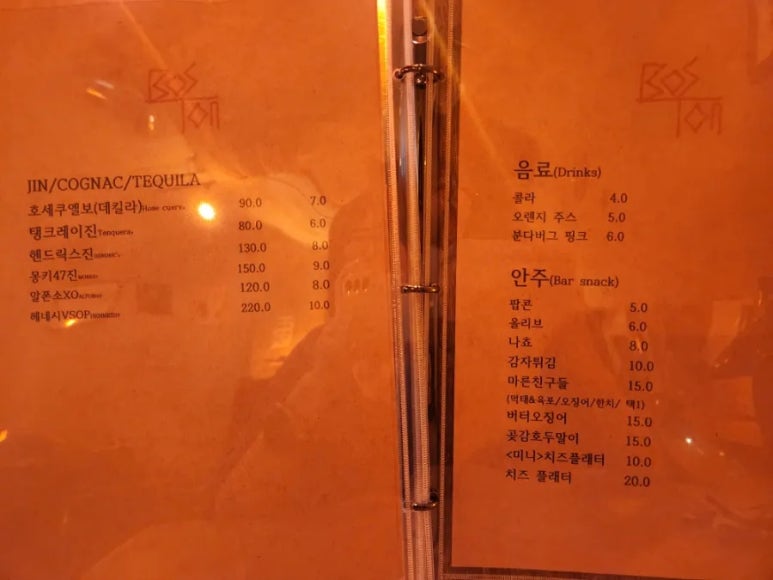 BOS
TON
JIN/COGNAC/TEQUILA
호세쿠엘보(데킬라) 90.0 7.0
탱크레이진 Tenquera 80.0 6.0
헨드릭스진 130.0 8.0
몽키47진 150.0 9.0
알폰소XO 120.0 8.0
헤네시VSOP 220.0 10.0
BOS
TON
음료(Drinks)
콜라 4.0
오렌지 주스 5.0
분다버그 핑크 6.0
안주(Bar snack)
팝콘 5.0
올리브 6.0
나쵸 8.0
감자튀김 10.0
마른친구들 15.0
(먹태&육포/오징어/한치/ 택1)
버터오징어 15.0
곶감호두말이 15.0
<미니>치즈플래터 10.0
치즈 플래터 20.0